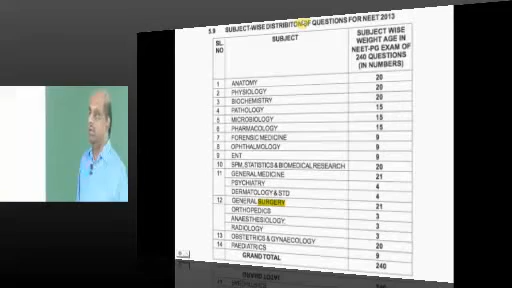 5.9 SUBJECT-WISE DISTRIBITON OF QUESTIONS FOR NEET 2013
SL. NO SUBJECT SUBJECT WISE WEIGHT AGE IN NEET-PG EXAM OF 240 QUESTIONS (IN NUMBERS)
1 ANATOMY 20
2 PHYSIOLOGY 20
3 BIOCHEMISTRY 20
4 PATHOLOGY 15
5 MICROBIOLOGY 15
6 PHARMACOLOGY 15
7 FORENSIC MEDICINE 9
8 OPHTHALMOLOGY 9
9 ENT 9
10 SPM, STATISTICS & BIOMEDICAL RESEARCH 20
11 GENERAL MEDICINE 21
PSYCHIATRY 4
DERMATOLOGY & STD 4
12 GENERAL SURGERY 21
ORTHOPEDICS 3
ANAESTHESIOLOGY 3
RADIOLOGY 3
13 OBSTETRICS & GYNAECOLOGY 20
14 PAEDIATRICS 9
GRAND TOTAL 240